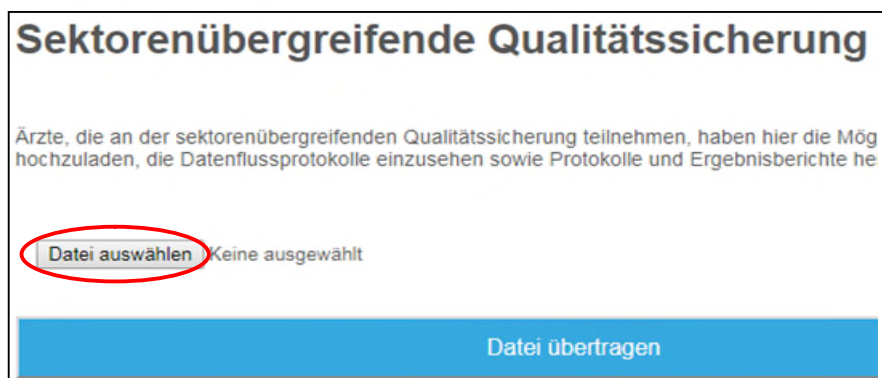 Sektorenübergreifende Qualitätssicherung
Ärzte, die an der sektorenübergreifenden Qualitätssicherung teilnehmen, haben hier die Mög
hochzuladen, die Datenflussprotokolle einzusehen sowie Protokolle und Ergebnisberichte he
Datei auswählen Keine ausgewählt
Datei übertragen